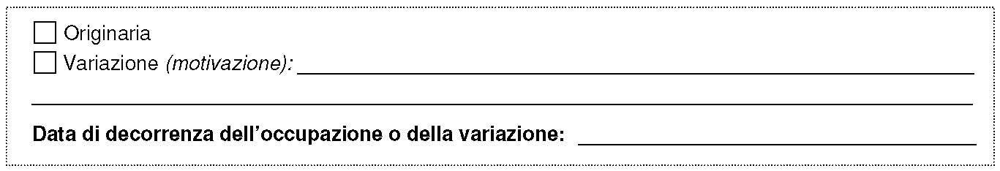 Originaria
Variazione (motivazione):
Data di decorrenza dell’occupazione o della variazione: